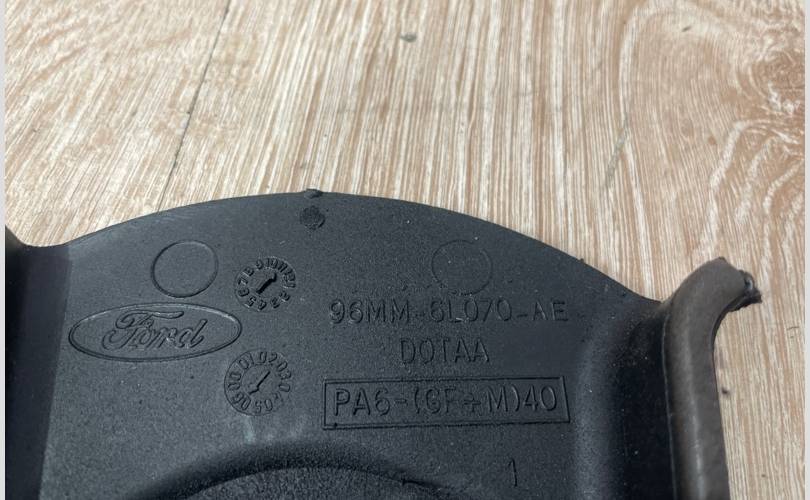 Ford
96MM-6L070-AE
DOTAA
PA6-(GF+M)40
1